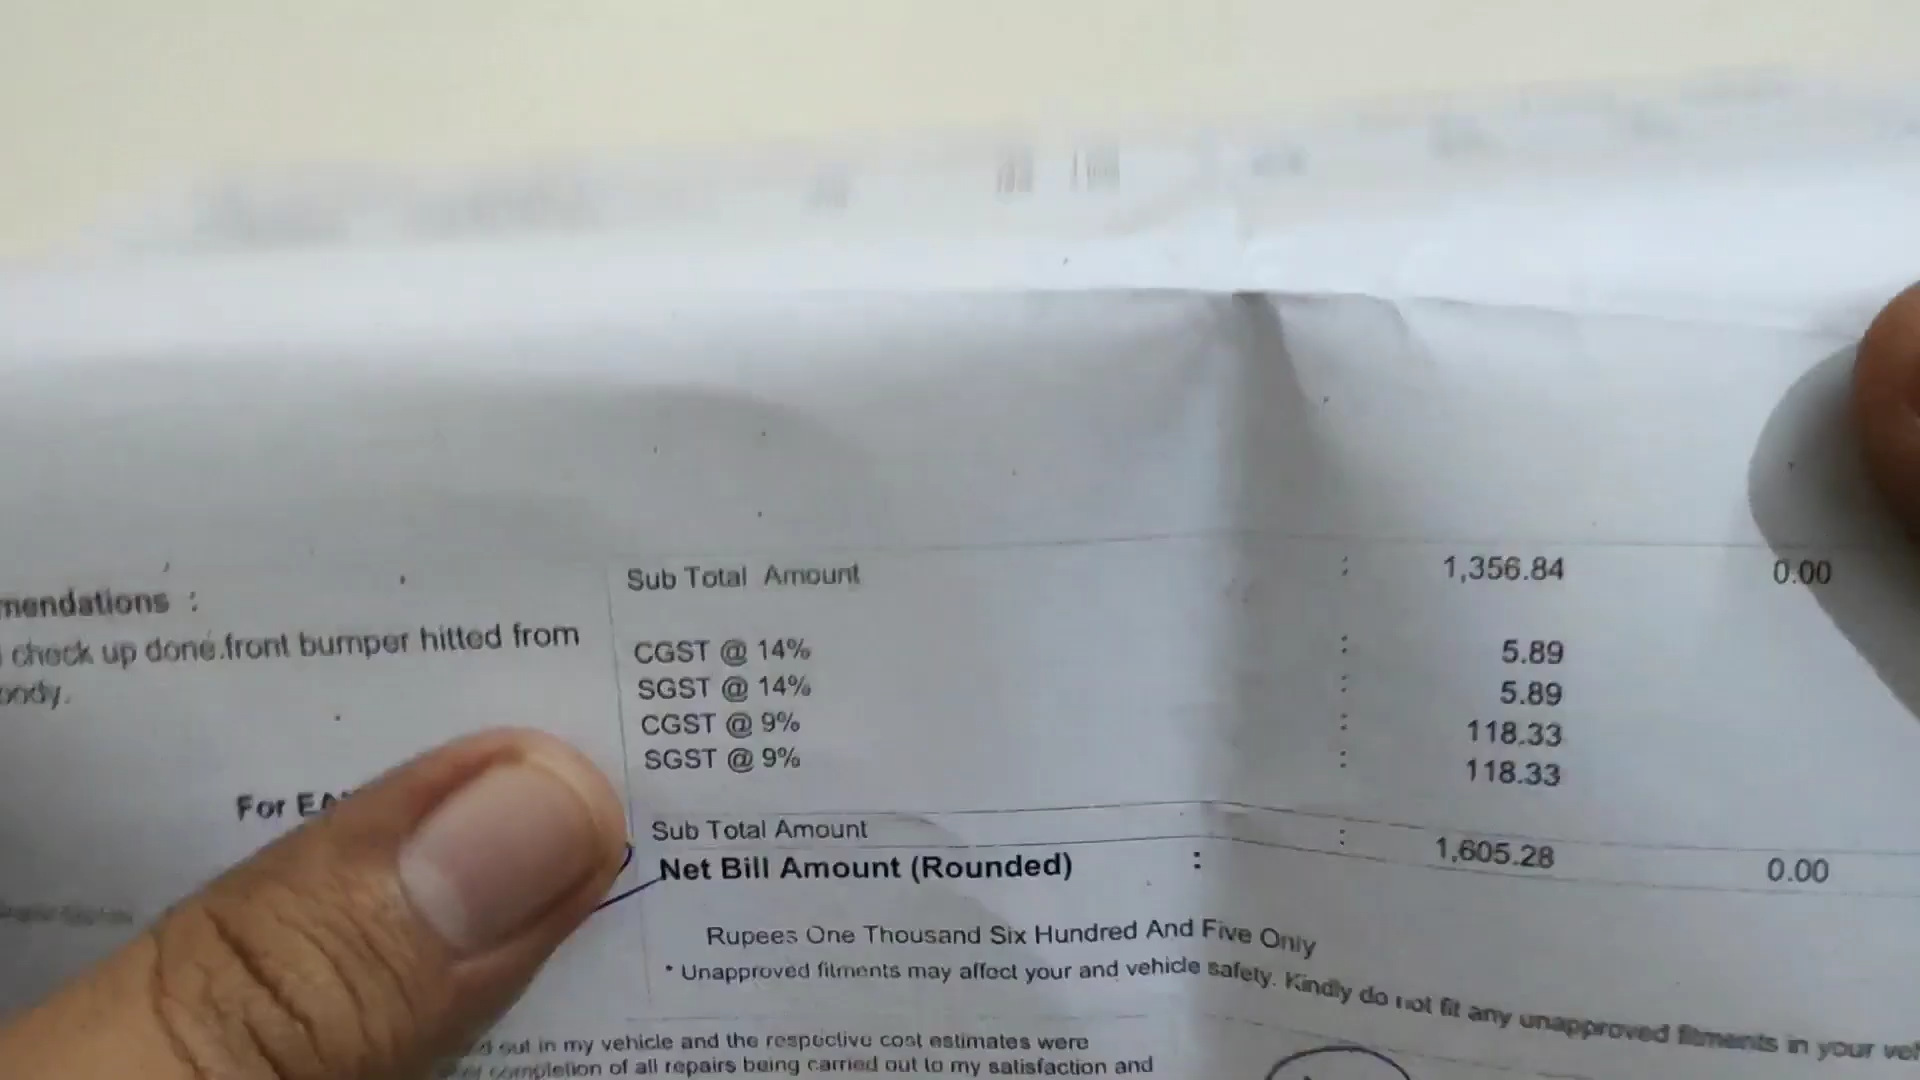 mendations :
check up done.front bumper hitted from
body.
For EA
Sub Total Amount : 1,356.84 0.00
CGST @ 14% : 5.89
SGST @ 14% : 5.89
CGST @ 9% : 118.33
SGST @ 9% : 118.33
Sub Total Amount : 1,605.28 0.00
Net Bill Amount (Rounded) :
Rupees One Thousand Six Hundred And Five Only
* Unapproved fitments may affect your and vehicle safety. Kindly do not fit any unapproved fitments in your veh
d out in my vehicle and the respective cost estimates were
completion of all repairs being carried out to my satisfaction and